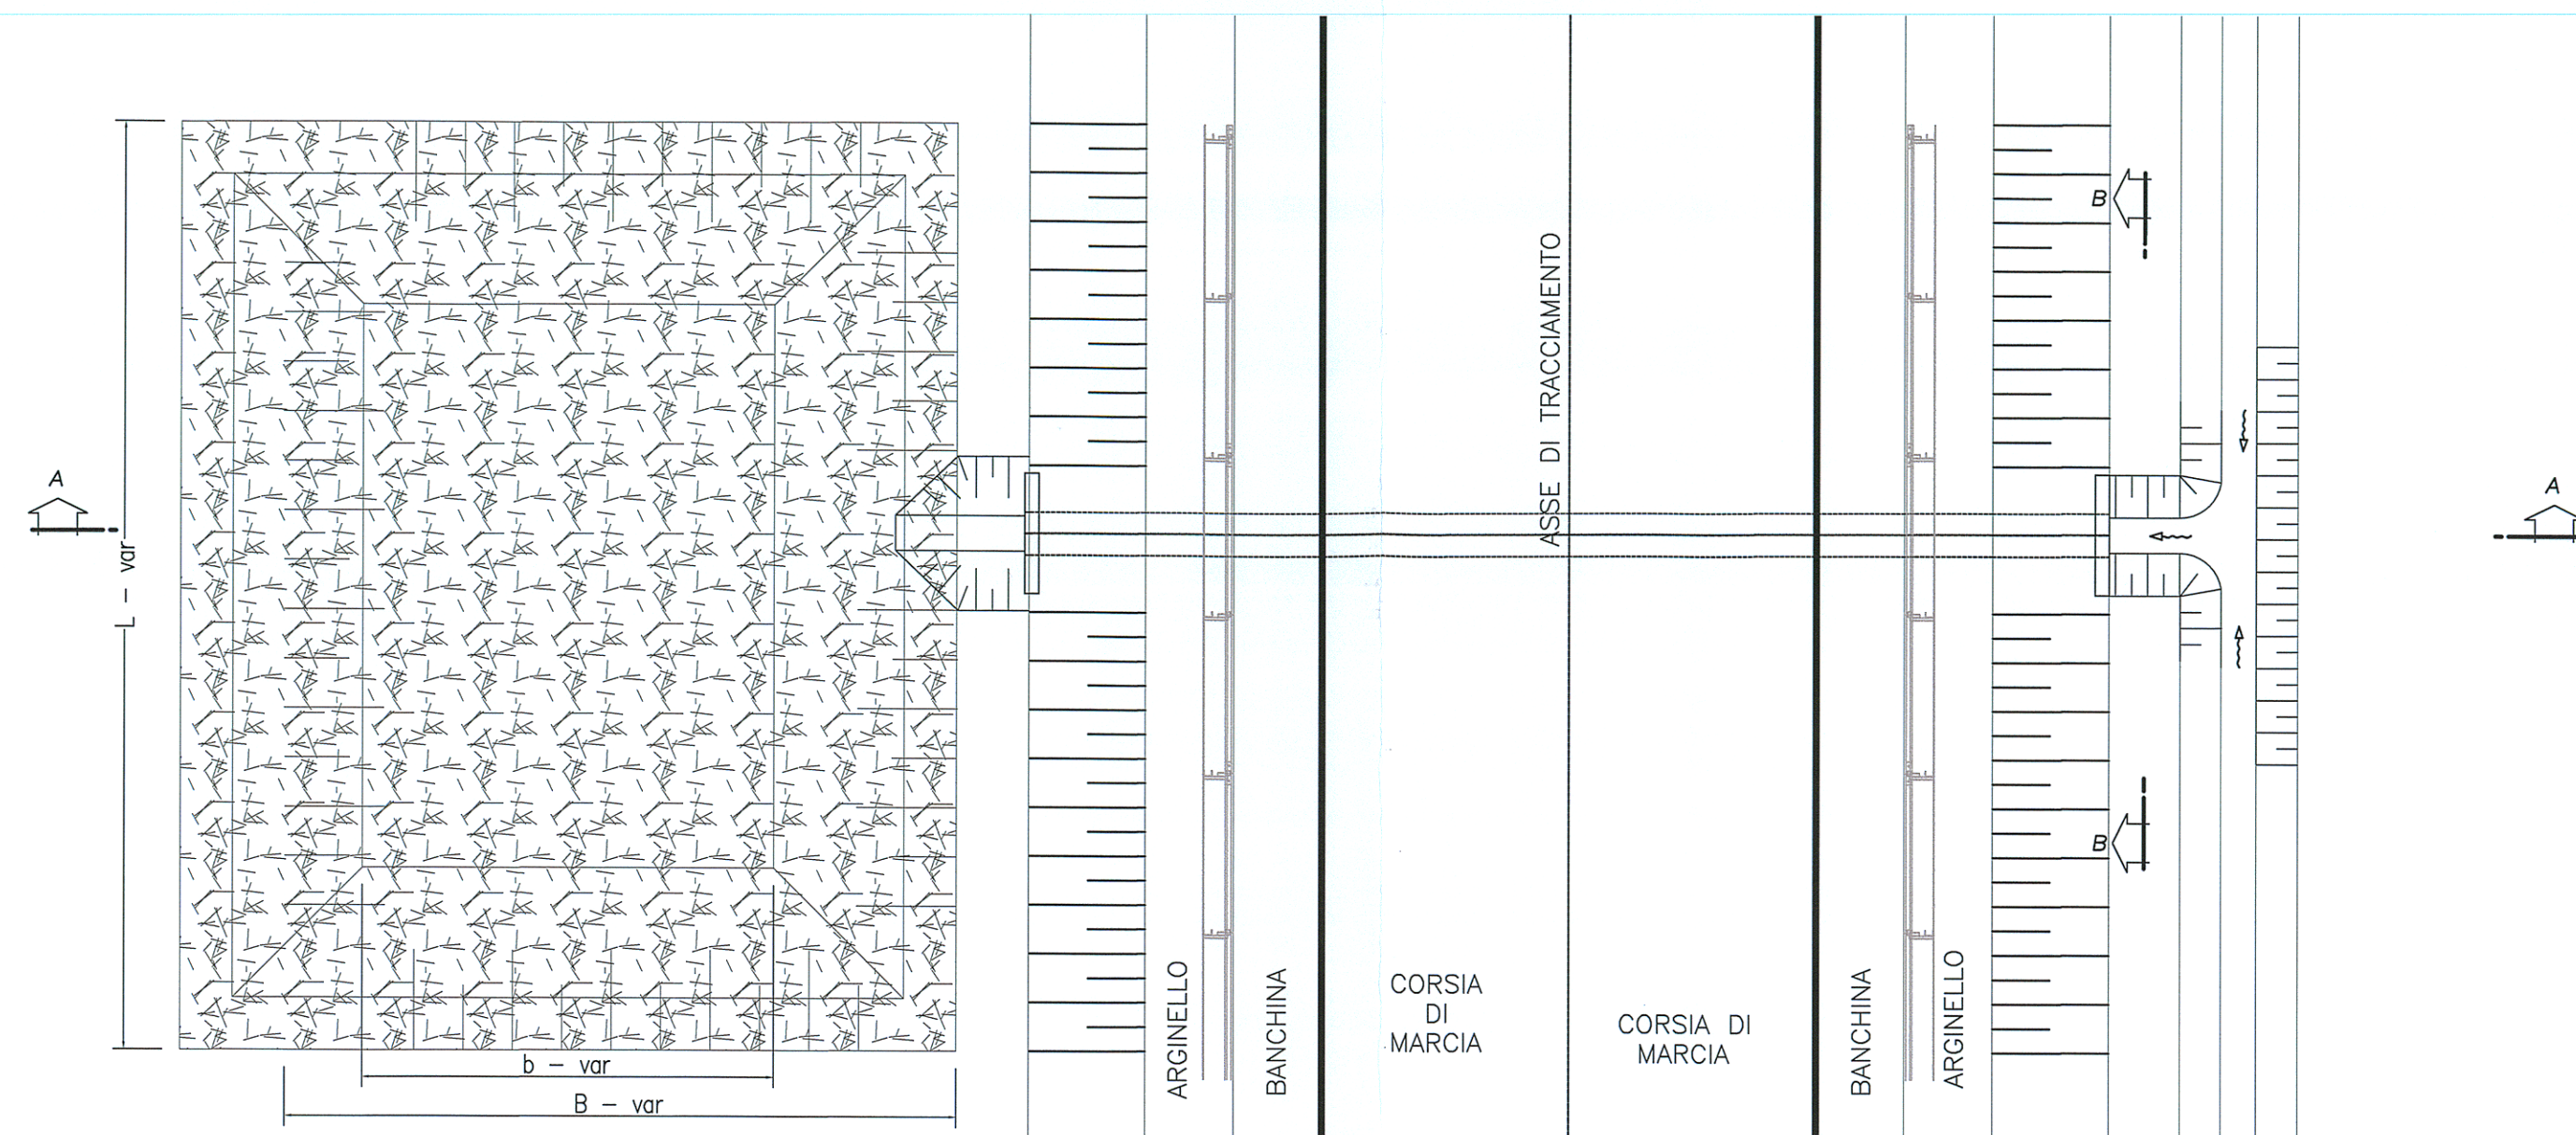 A
L - var
b - var
B - var
ARGINELLO
BANCHINA
CORSIA
DI
MARCIA
ASSE DI TRACCIAMENTO
CORSIA DI
MARCIA
BANCHINA
ARGINELLO
B
B
A